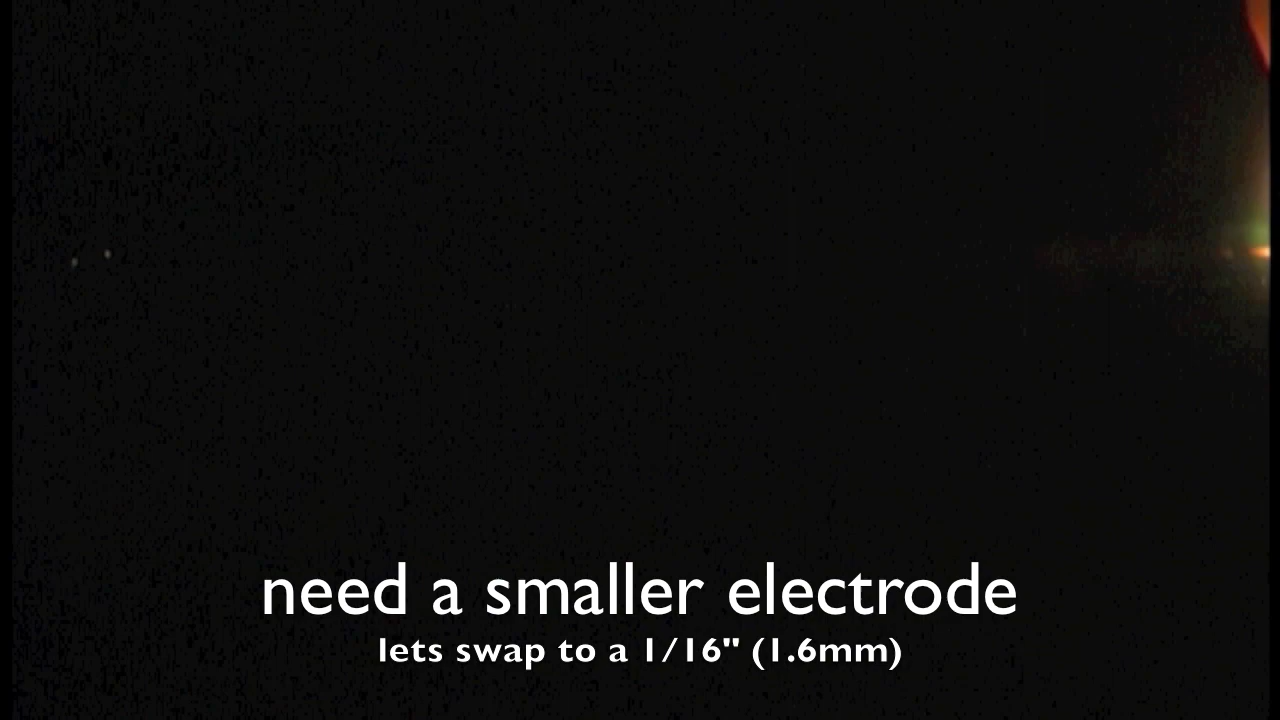 need a smaller electrode
lets swap to a 1/16" (1.6mm)